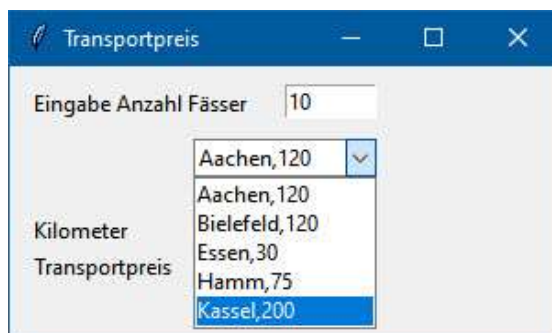 Transportpreis
Eingabe Anzahl Fässer 10
Aachen,120
Aachen,120
Bielefeld,120
Kilometer
Essen,30
Transportpreis
Hamm,75
Kassel,200